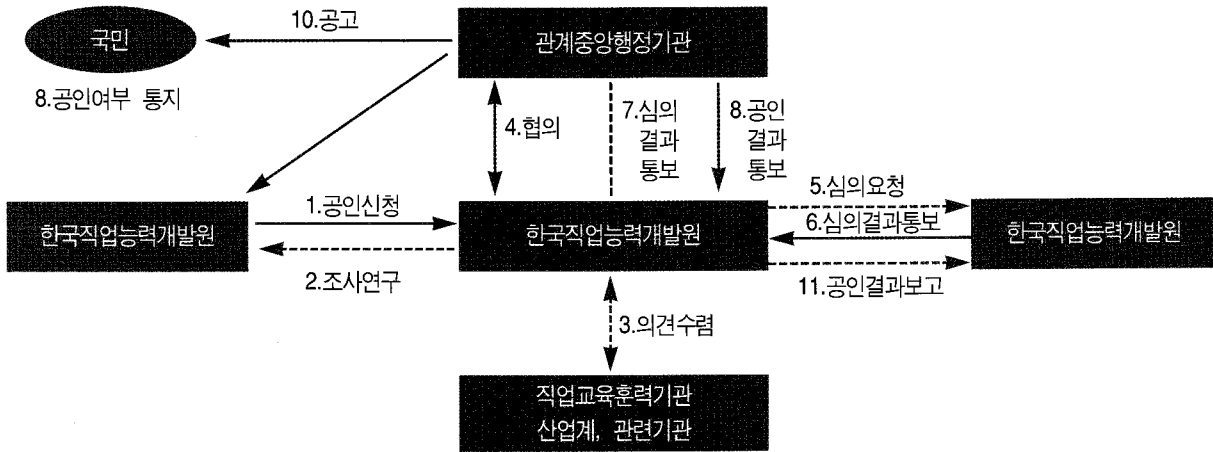 10.공고
국민
관계중앙행정기관
8.공인여부 통지
4.협의
7.심의
결과
통보
8.공인
결과
통보
1.공인신청
5.심의요청
한국직업능력개발원
한국직업능력개발원
6.심의결과통보
한국직업능력개발원
2.조사연구
11.공인결과보고
3.의견수렴
직업교육훈력기관
산업계, 관련기관